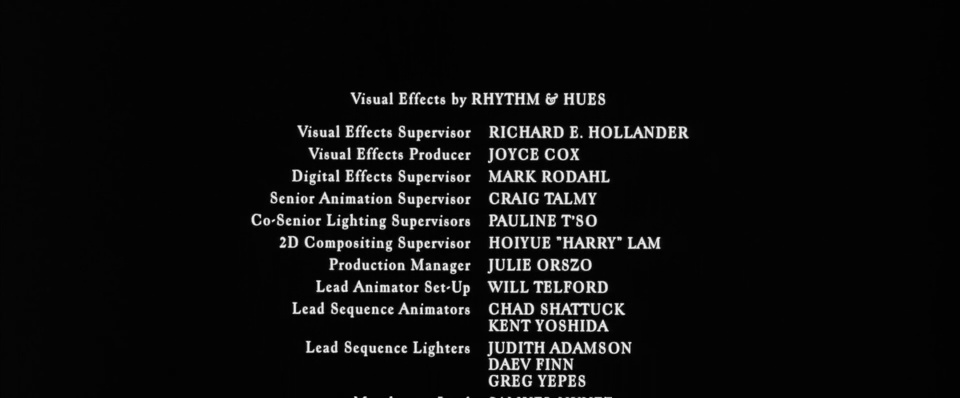 Visual Effects by RHYTHM & HUES
Visual Effects Supervisor RICHARD E. HOLLANDER
Visual Effects Producer JOYCE COX
Digital Effects Supervisor MARK RODAHL
Senior Animation Supervisor CRAIG TALMY
Co-Senior Lighting Supervisors PAULINE T'SO
2D Compositing Supervisor HOIYUE "HARRY" LAM
Production Manager JULIE ORSZO
Lead Animator Set-Up WILL TELFORD
Lead Sequence Animators CHAD SHATTUCK
KENT YOSHIDA
Lead Sequence Lighters JUDITH ADAMSON
DAEV FINN
GREG YEPES